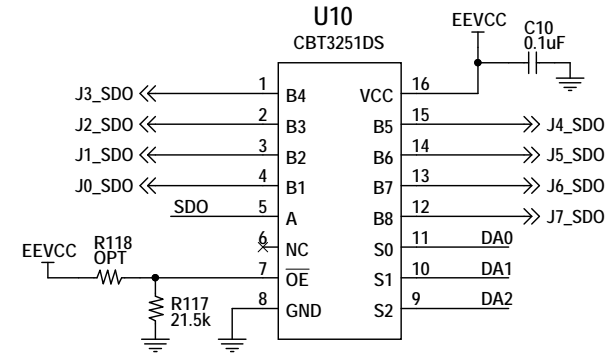 U10
CBT3251DS
EEVCC
C10
0.1uF
J3_SDO 1 B4 VCC 16
J2_SDO 2 B3 B5 15 J4_SDO
J1_SDO 3 B2 B6 14 J5_SDO
J0_SDO 4 B1 B7 13 J6_SDO
SDO 5 A B8 12 J7_SDO
6 NC S0 11 DA0
EEVCC R118
OPT
7 OE S1 10 DA1
8 GND S2 9 DA2
R117
21.5k